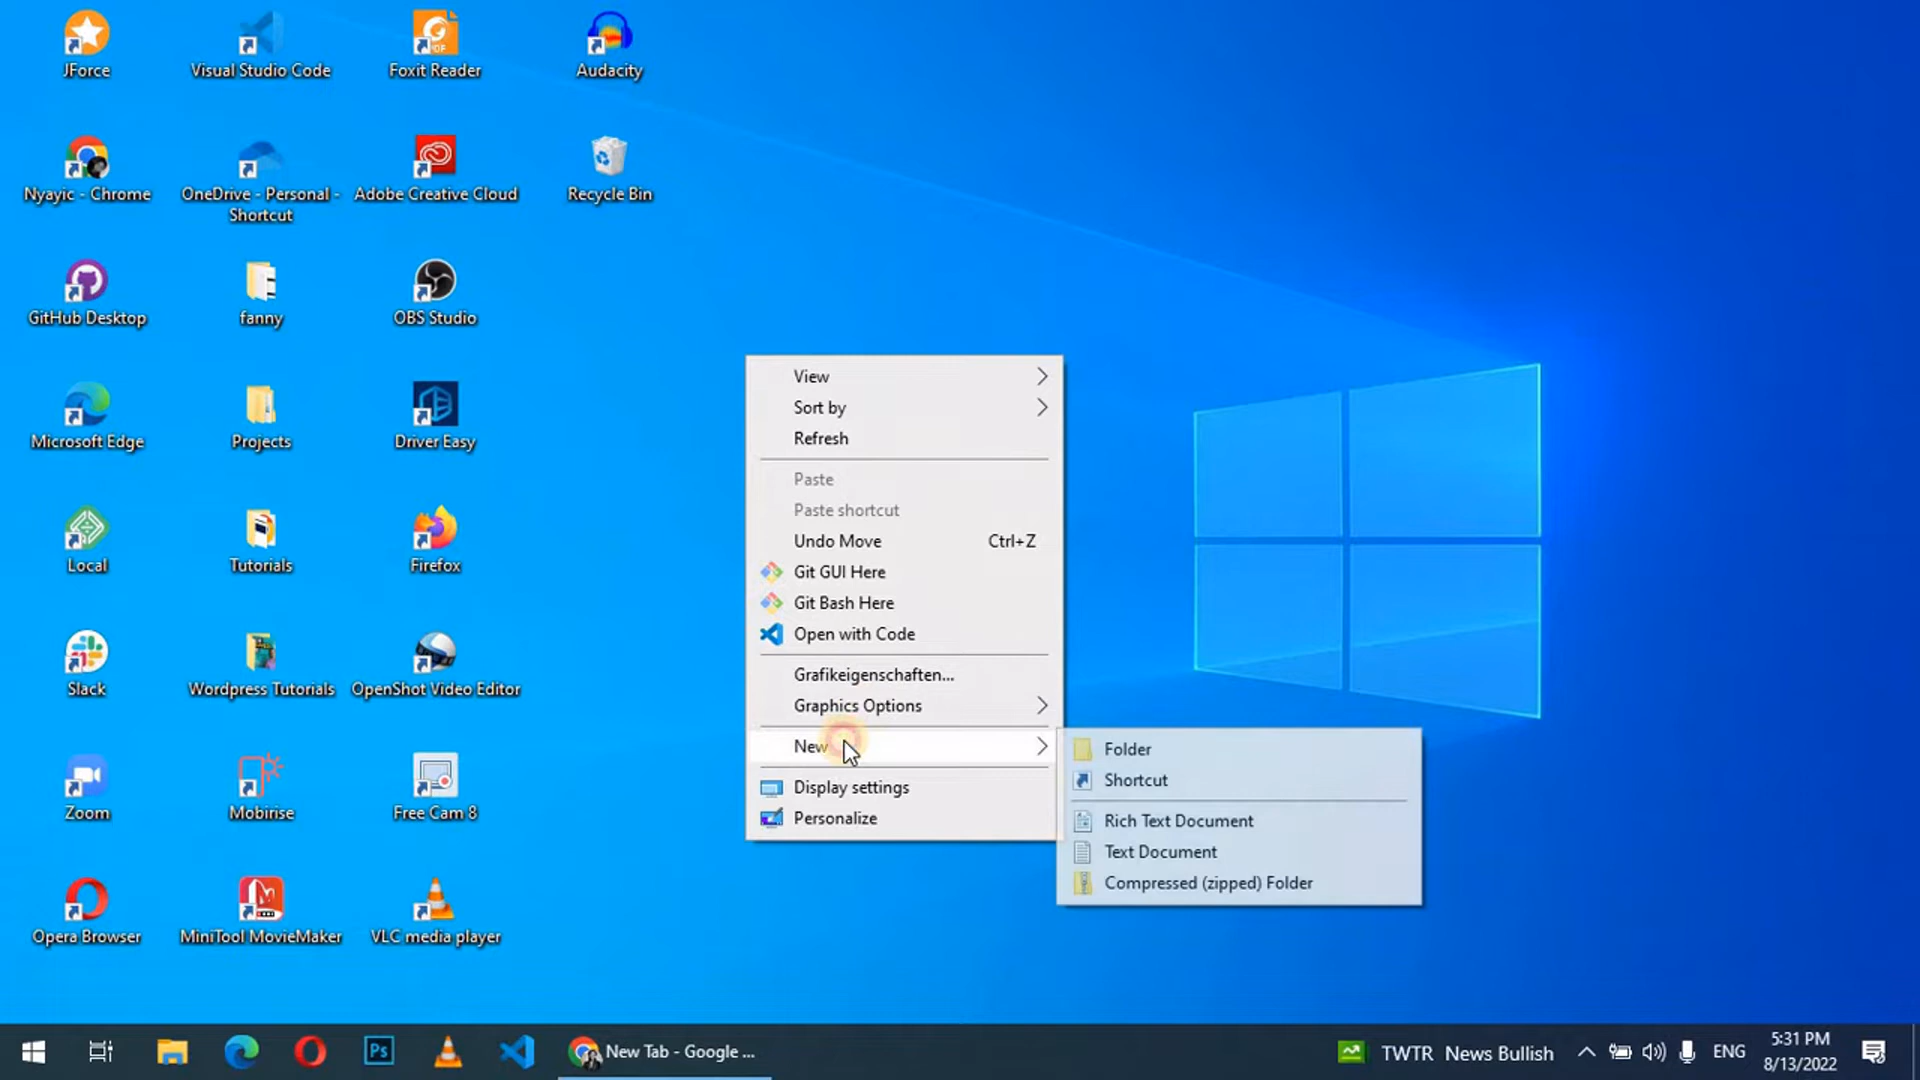 JForce
Visual Studio Code
Foxit Reader
Audacity
Nyayic - Chrome
OneDrive - Personal -
Shortcut
Adobe Creative Cloud
Recycle Bin
GitHub Desktop
fanny
OBS Studio
Microsoft Edge
Projects
Driver Easy
Local
Tutorials
Firefox
Slack
Wordpress Tutorials
OpenShot Video Editor
Zoom
Mobirise
Free Cam 8
Opera Browser
MiniTool MovieMaker
VLC media player
View
Sort by
Refresh
Paste
Paste shortcut
Undo Move Ctrl+Z
Git GUI Here
Git Bash Here
Open with Code
Grafikeigenschaften...
Graphics Options
New
Display settings
Personalize
Folder
Shortcut
Rich Text Document
Text Document
Compressed (zipped) Folder
Ps
New Tab - Google ...
TWTR News Bullish
ENG
5:31 PM
8/13/2022